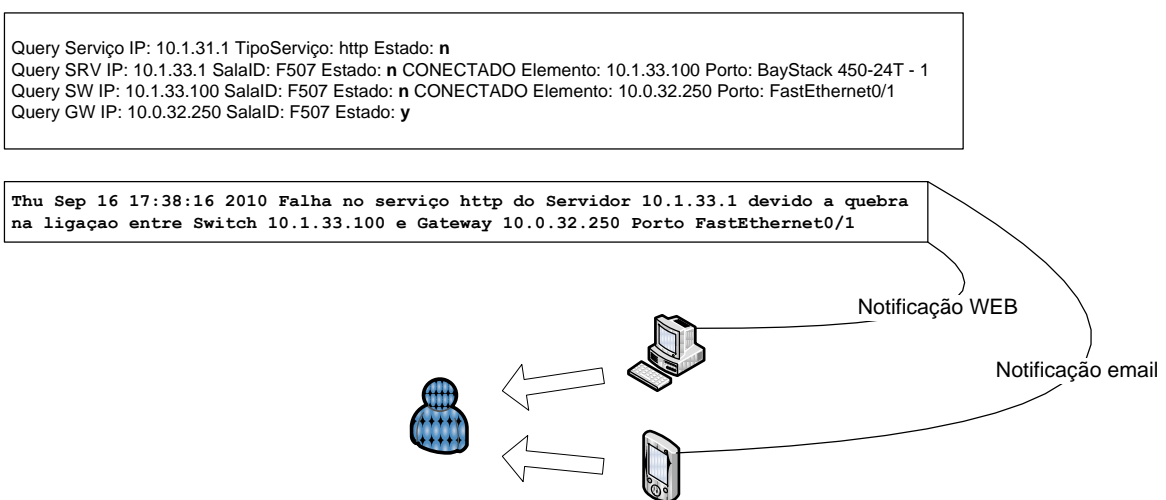 Query Serviço IP: 10.1.31.1 TipoServiço: http Estado: n
Query SRV IP: 10.1.33.1 SalaID: F507 Estado: n CONECTADO Elemento: 10.1.33.100 Porto: BayStack 450-24T - 1
Query SW IP: 10.1.33.100 SalaID: F507 Estado: n CONECTADO Elemento: 10.0.32.250 Porto: FastEthernet0/1
Query GW IP: 10.0.32.250 SalaID: F507 Estado: y
Thu Sep 16 17:38:16 2010 Falha no serviço http do Servidor 10.1.33.1 devido a quebra
na ligaçao entre Switch 10.1.33.100 e Gateway 10.0.32.250 Porto FastEthernet0/1
Notificação WEB
Notificação email